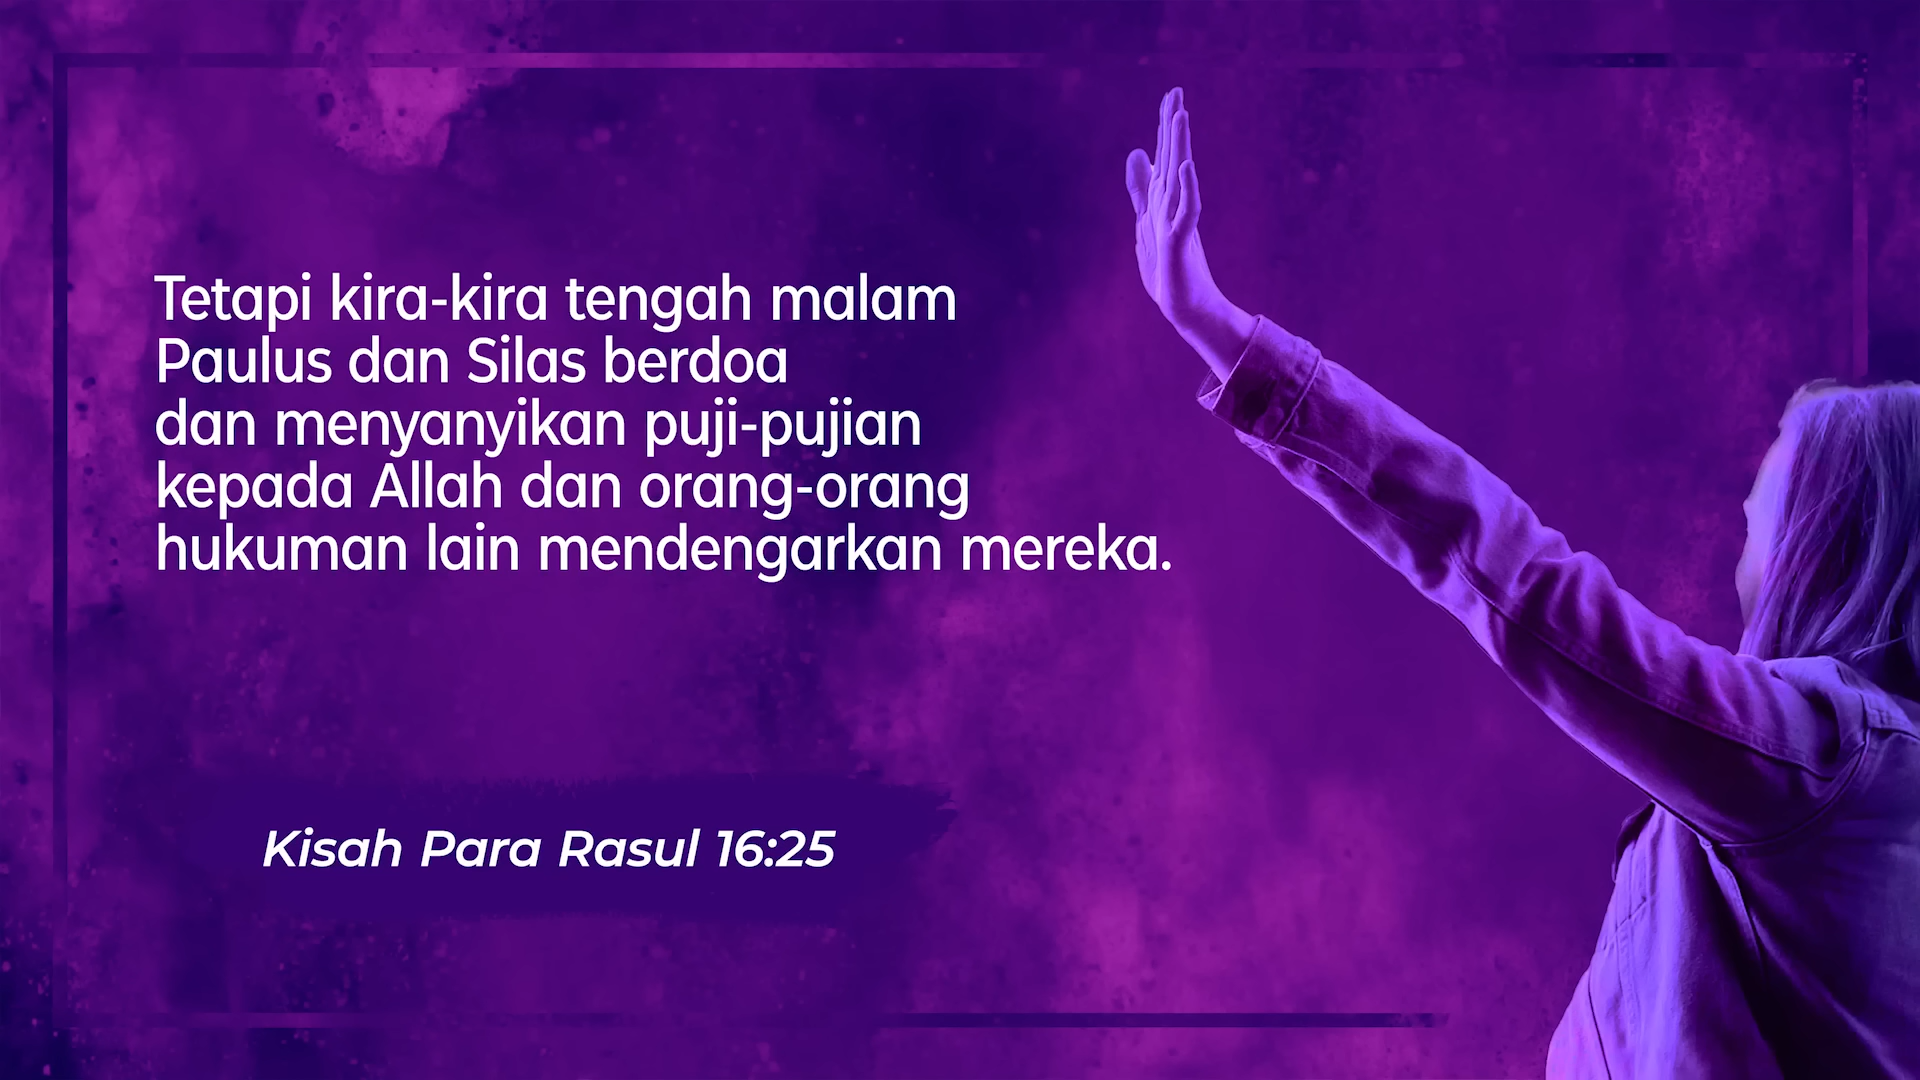 Tetapi kira-kira tengah malam
Paulus dan Silas berdoa
dan menyanyikan puji-pujian
kepada Allah dan orang-orang
hukuman lain mendengarkan mereka.
Kisah Para Rasul 16:25